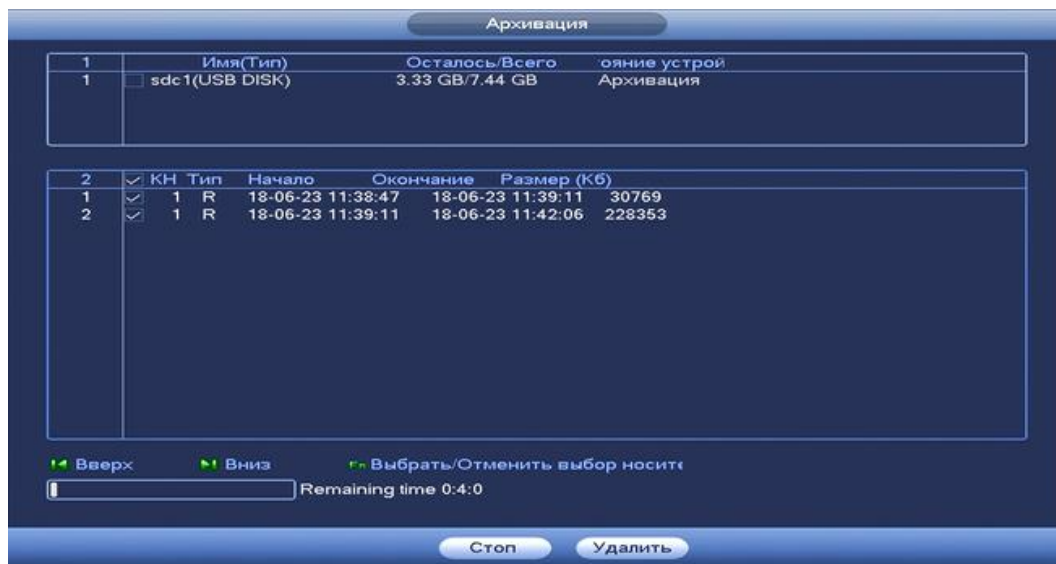 Архивация
1 Имя(Тип) Осталось/Всего ояние устрой
1 sdc1(USB DISK) 3.33 GB/7.44 GB Архивация
2 КН Тип Начало Окончание Размер (Кб)
1 1 R 18-06-23 11:38:47 18-06-23 11:39:11 30769
2 1 R 18-06-23 11:39:11 18-06-23 11:42:06 228353
Вверх Вниз Fn Выбрать/Отменить выбор носите
Remaining time 0:4:0
Стоп Удалить